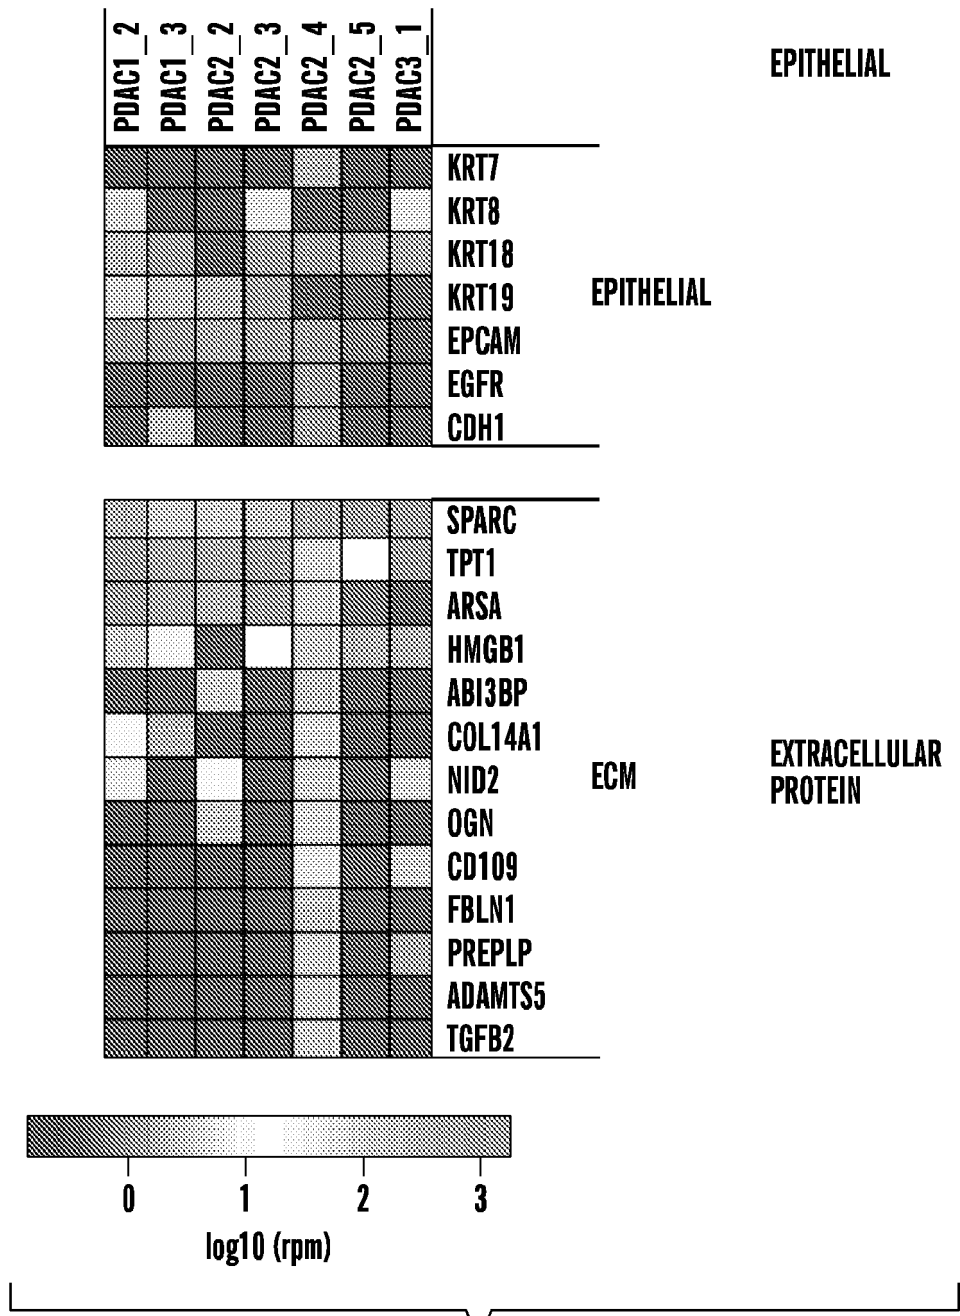 PDAC1_2
PDAC1_3
PDAC2_2
PDAC2_3
PDAC2_4
PDAC2_5
PDAC3_1
EPITHELIAL
KRT7
KRT8
KRT18
KRT19
EPITHELIAL
EPCAM
EGFR
CDH1
SPARC
TPT1
ARSA
HMGB1
ABI3BP
COL14A1
NID2
ECM
EXTRACELLULAR
PROTEIN
OGN
CD109
FBLN1
PREPLP
ADAMTS5
TGFB2
0 1 2 3
log10 (rpm)